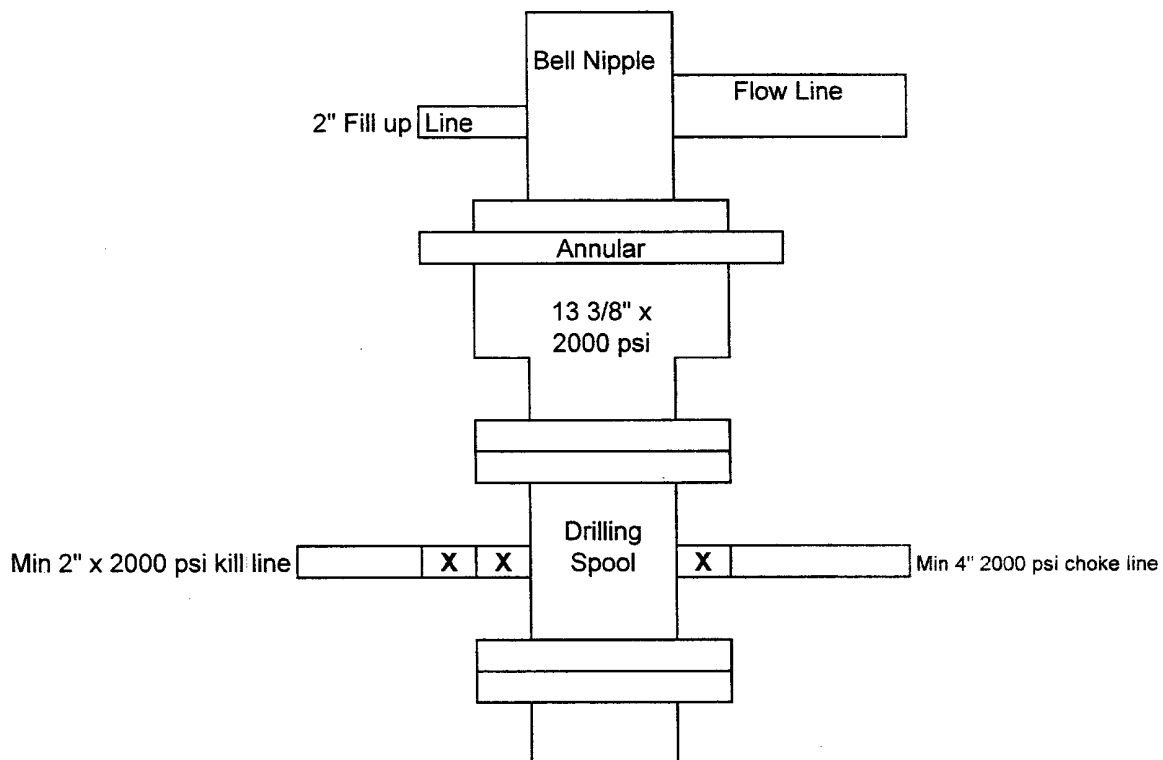 Bell Nipple
Flow Line
2" Fill up Line
Annular
13 3/8" x
2000 psi
Drilling
Spool
Min 2" x 2000 psi kill line
X X
X
Min 4" 2000 psi choke line